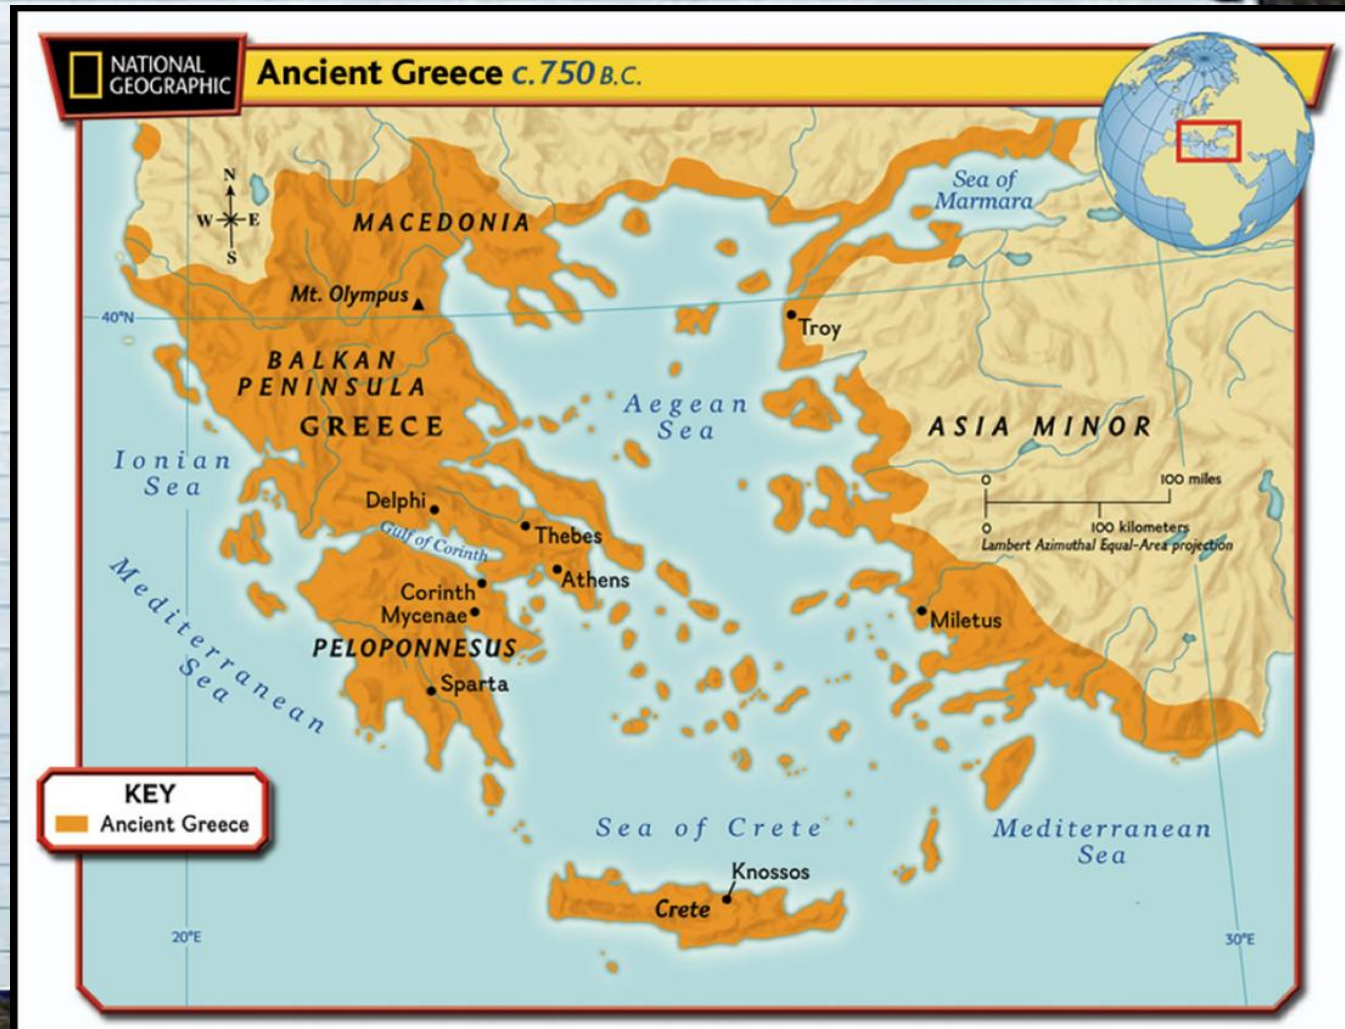 NATIONAL
GEOGRAPHIC
Ancient Greece c.750 B.C.
N
W E
S
MACEDONIA
Sea of
Marmara
Mt. Olympus
40°N
Troy
BALKAN
PENINSULA
GREECE
Aegean
Sea
ASIA MINOR
Ionian
Sea
0 100 miles
0 100 kilometers
Lambert Azimuthal Equal-Area projection
Delphi
Gulf of Corinth
Thebes
Athens
Corinth
Mycenae
Miletus
PELOPONNESUS
Sparta
Mediterranean
Sea
KEY
Ancient Greece
Sea of Crete
Mediterranean
Sea
Knossos
Crete
20°E
30°E